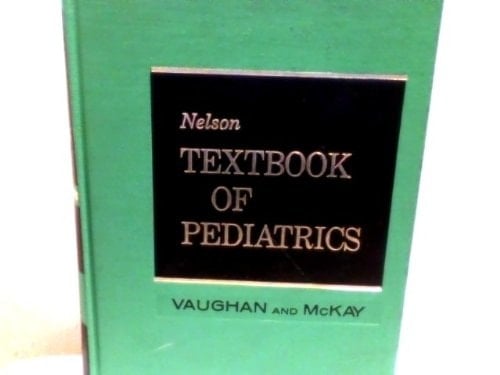 Nelson
TEXTBOOK
OF
PEDIATRICS
VAUGHAN AND McKAY